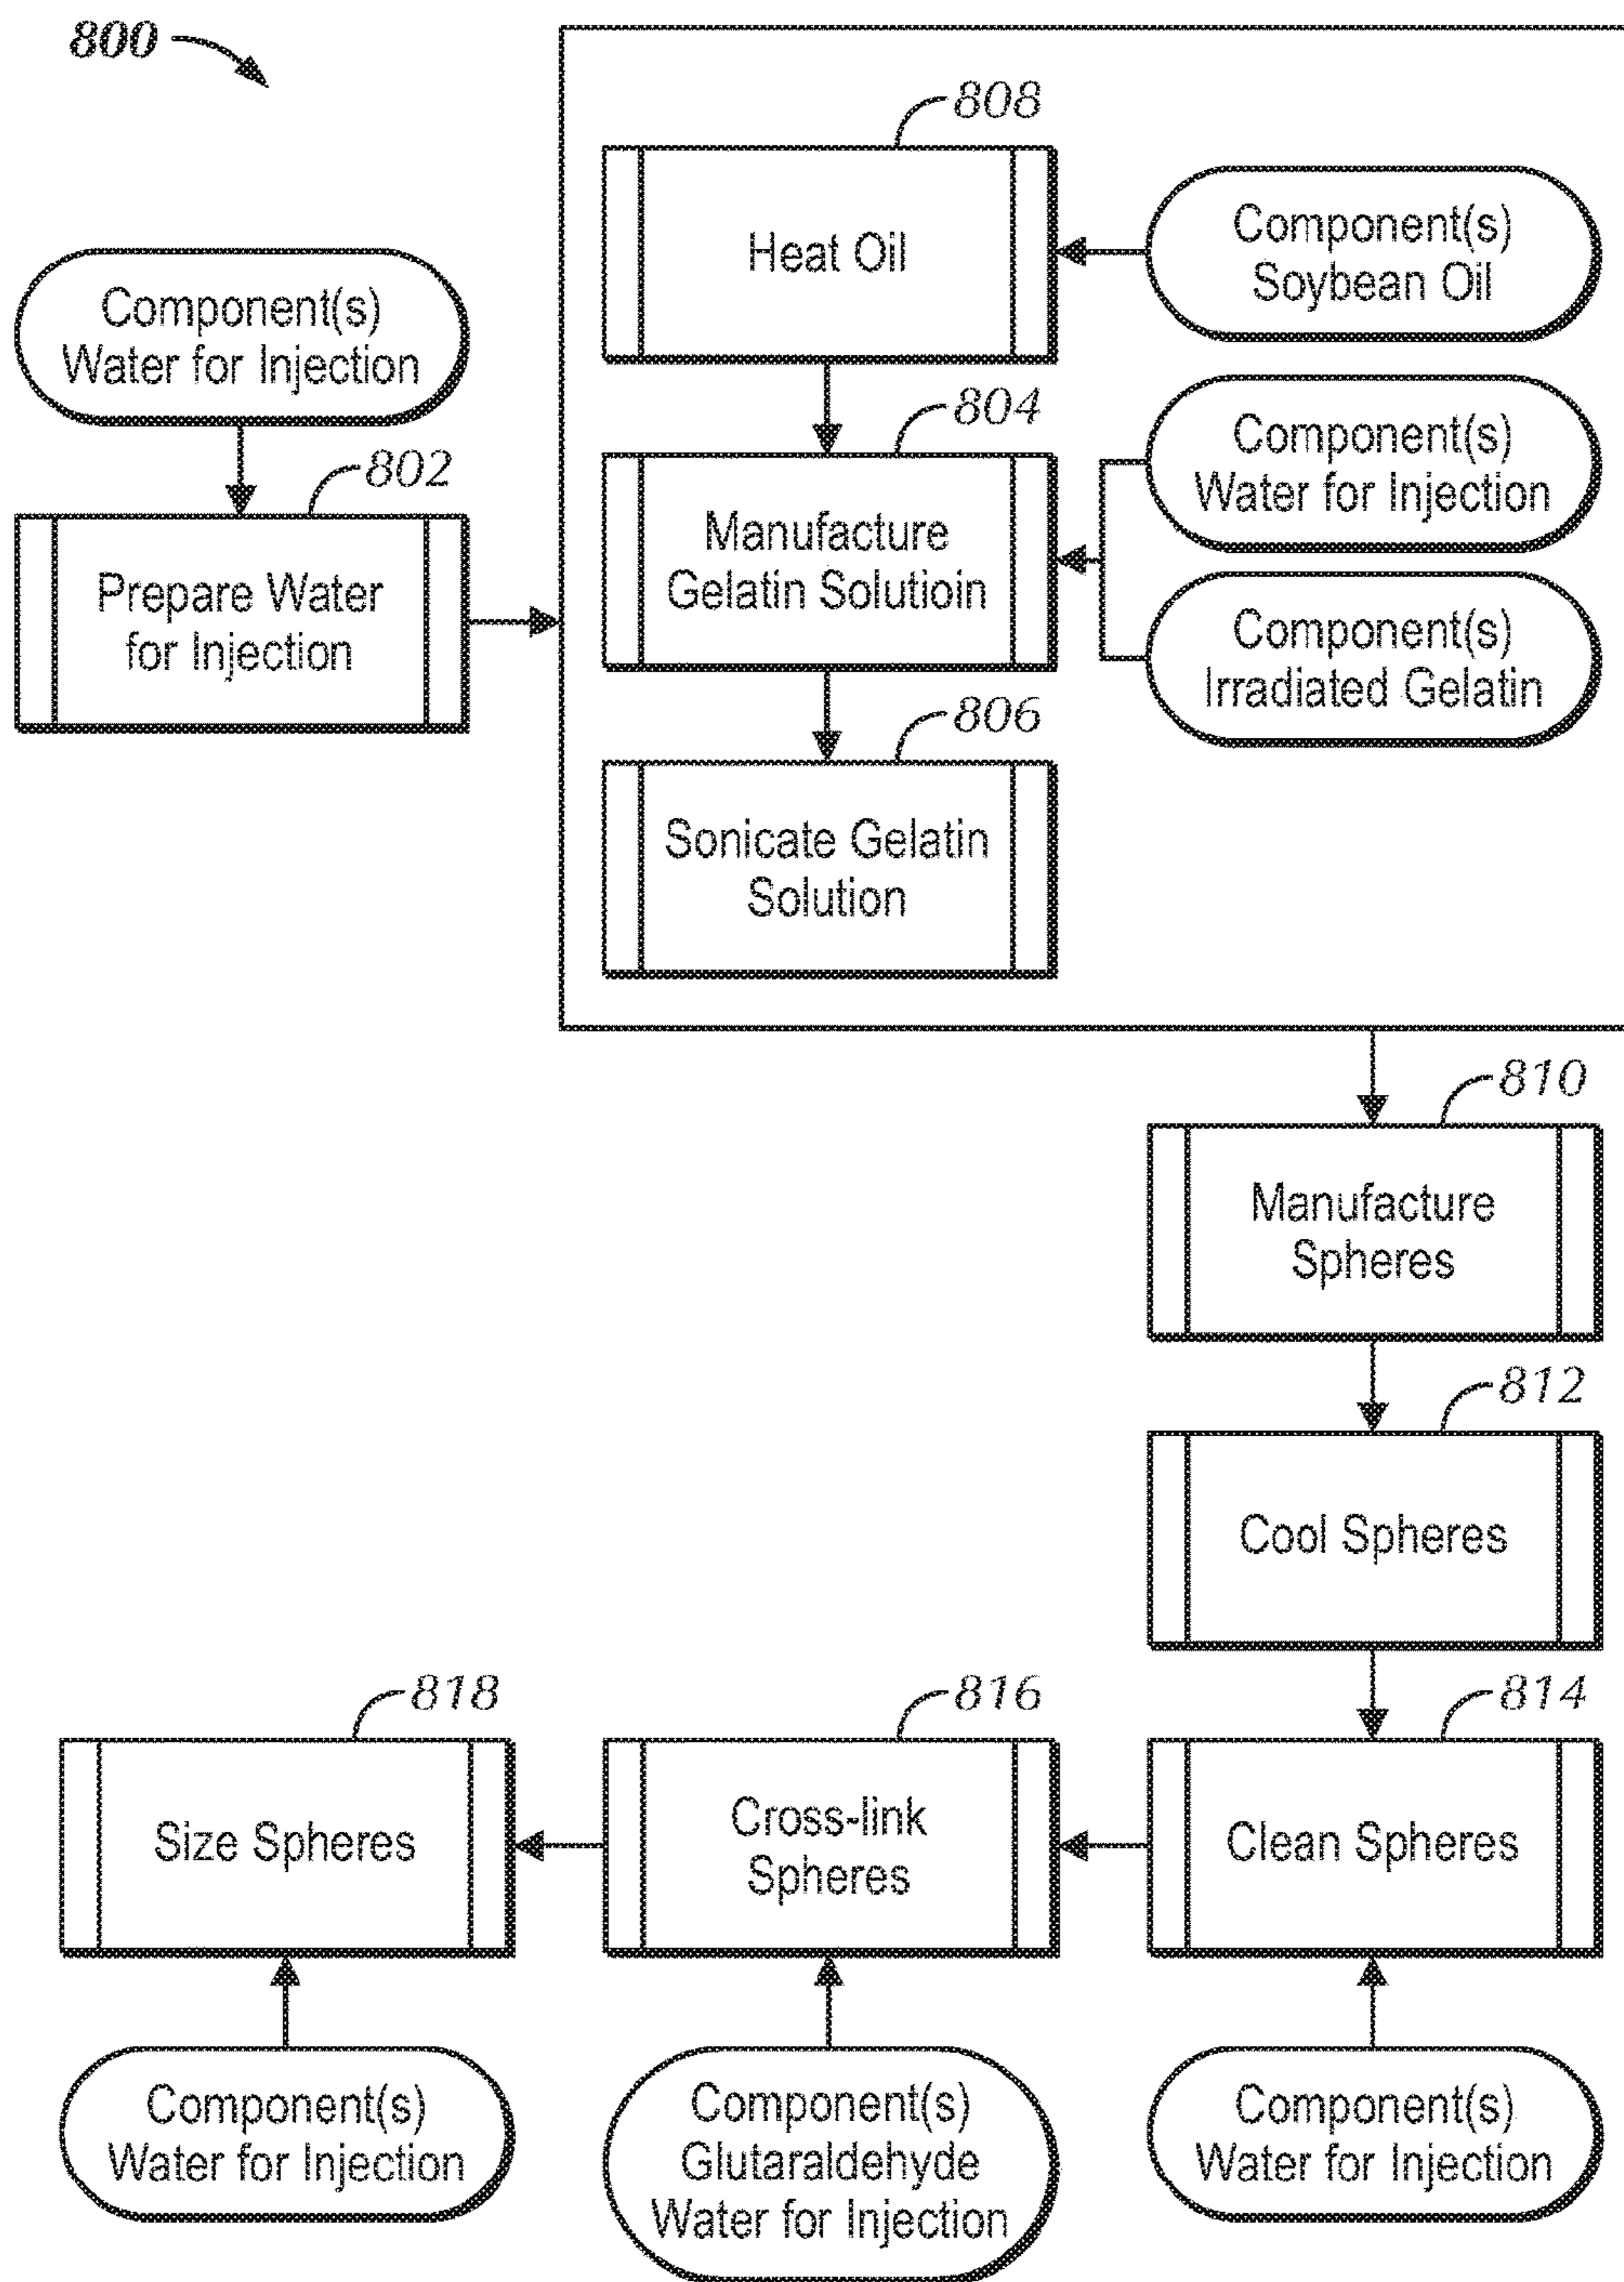 800
808
Heat Oil
Component(s)
Soybean Oil
Component(s)
Water for Injection
802
Prepare Water
for Injection
804
Manufacture
Gelatin Solutioin
Component(s)
Water for Injection
Component(s)
Irradiated Gelatin
806
Sonicate Gelatin
Solution
810
Manufacture
Spheres
812
Cool Spheres
814
Clean Spheres
816
Cross-link
Spheres
818
Size Spheres
Component(s)
Water for Injection
Component(s)
Glutaraldehyde
Water for Injection
Component(s)
Water for Injection